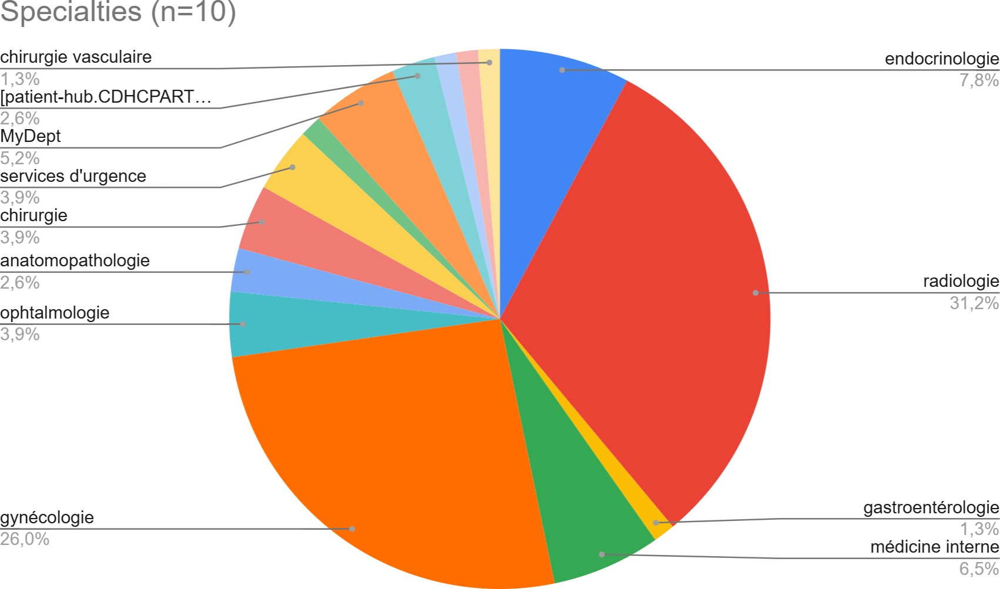 Specialties (n=10)
chirurgie vasculaire
1,3%
[patient-hub.CDHCPART…
2,6%
MyDept
5,2%
services d'urgence
3,9%
chirurgie
3,9%
anatomopathologie
2,6%
ophtalmologie
3,9%
gynécologie
26,0%
endocrinologie
7,8%
radiologie
31,2%
gastroentérologie
1,3%
médicine interne
6,5%